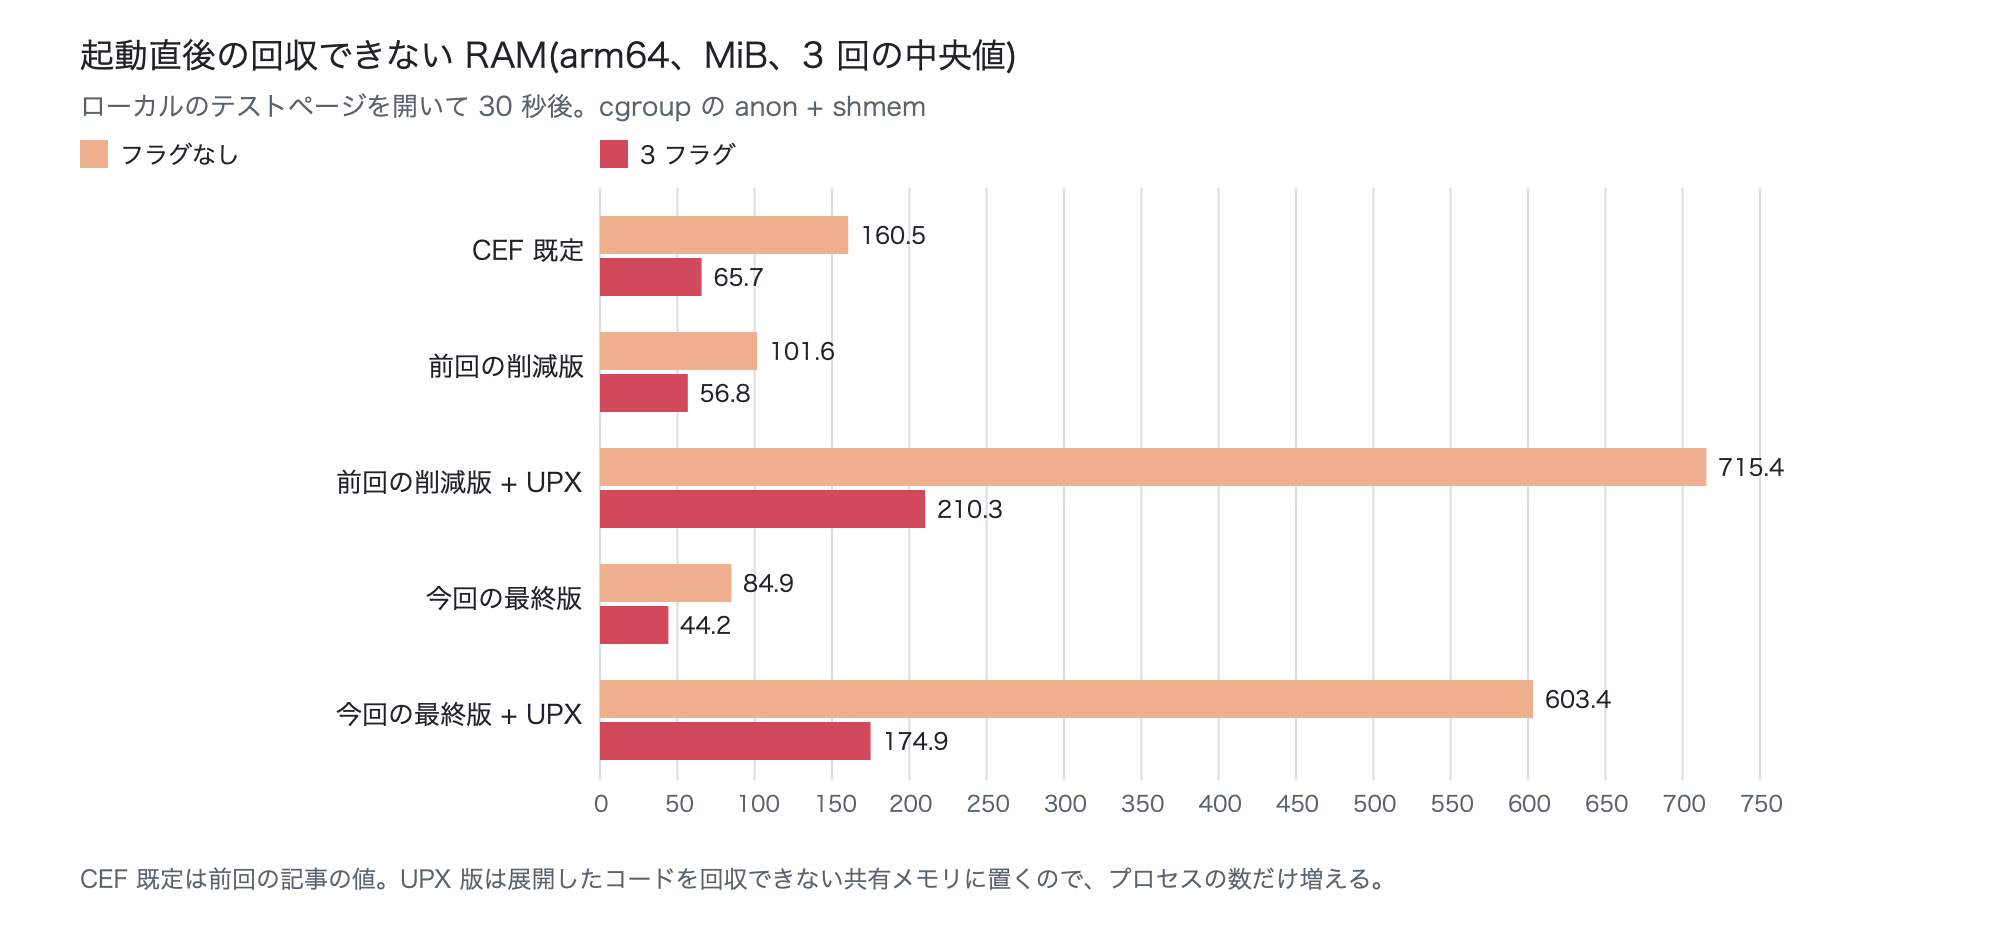 起動直後の回収できない RAM(arm64、MiB、3 回の中央値)
ローカルのテストページを開いて 30 秒後。cgroup の anon + shmem
フラグなし
3 フラグ
CEF 既定
160.5
65.7
前回の削減版
101.6
56.8
前回の削減版 + UPX
715.4
210.3
今回の最終版
84.9
44.2
今回の最終版 + UPX
603.4
174.9
0 50 100 150 200 250 300 350 400 450 500 550 600 650 700 750
CEF 既定は前回の記事の値。UPX 版は展開したコードを回収できない共有メモリに置くので、プロセスの数だけ増える。